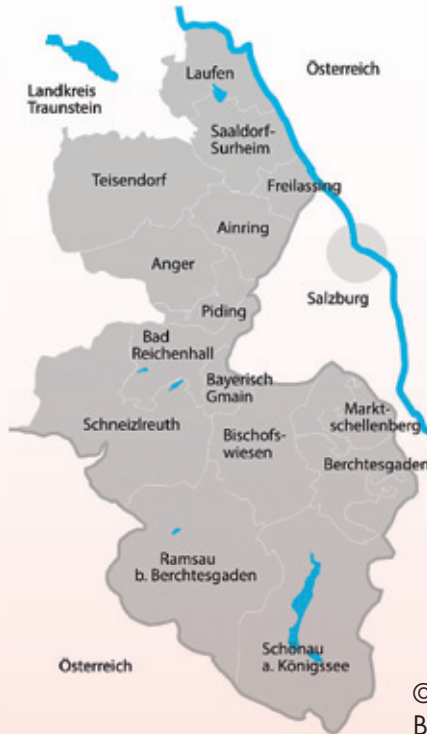 Laufen
Österreich
Landkreis
Traunstein
Saaldorf-
Surheim
Teisendorf
Freilassing
Ainring
Anger
Salzburg
Piding
Bad
Reichenhall
Bayerisch
Gmain
Markt-
schellenberg
Schneizlreuth
Bischofs-
wiesen
Berchtesgaden
Ramsau
b. Berchtesgaden
Schönau
a. Königssee
Österreich
©
B